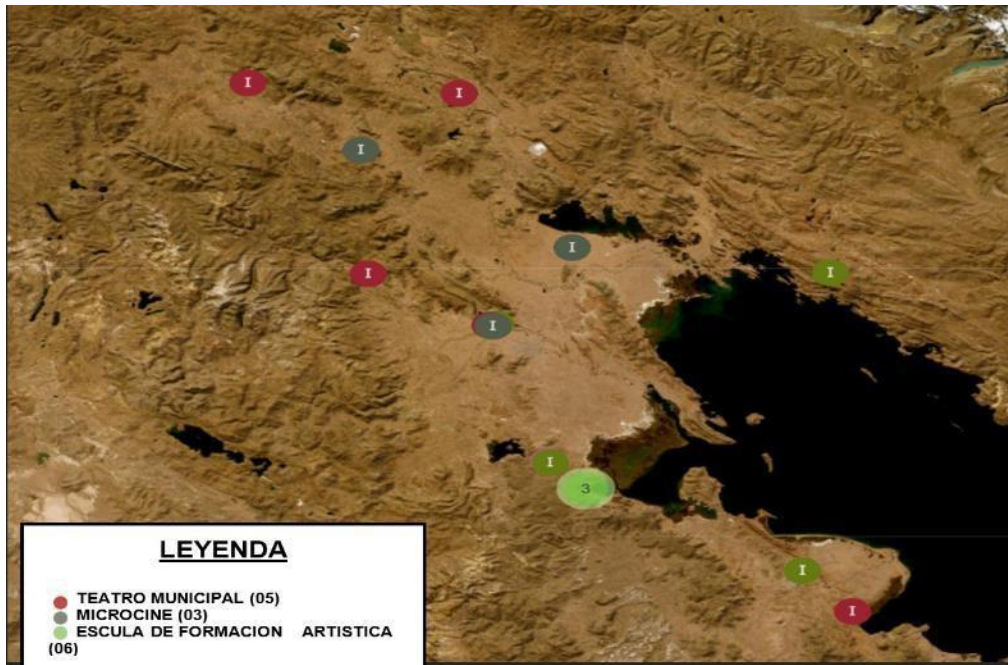 I
I
I
I
I
I
I
I
3
I
I
LEYENDA
TEATRO MUNICIPAL (05)
MICROCINE (03)
ESCULA DE FORMACION ARTISTICA
(06)